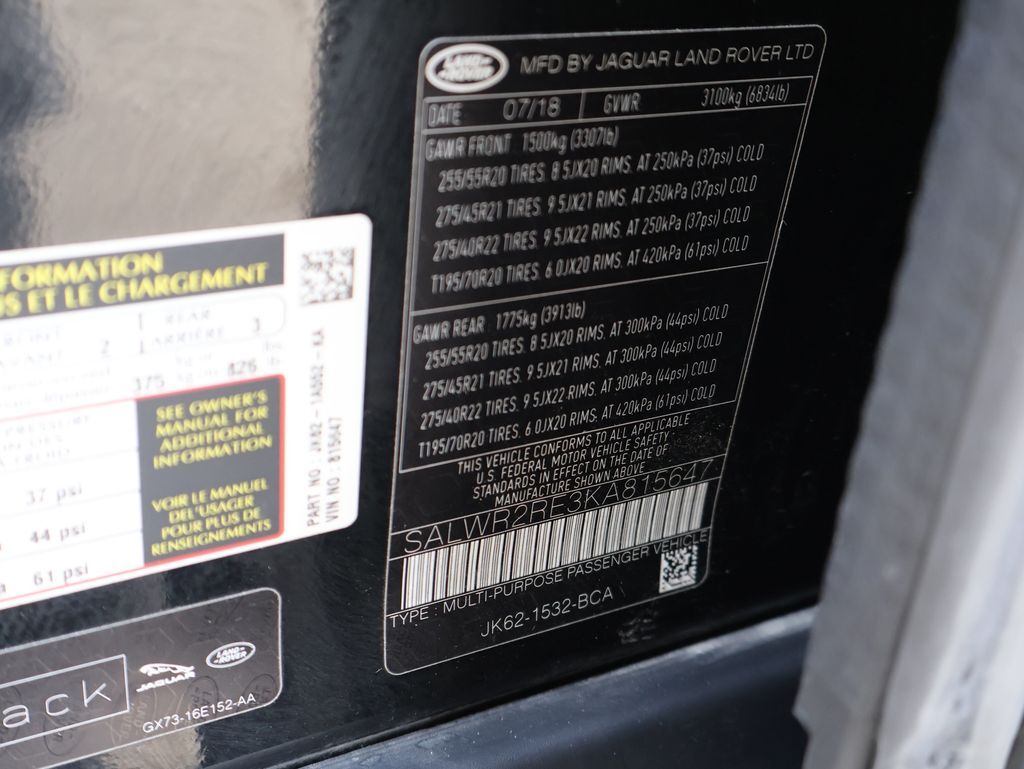 LAND-
ROVER
MFD BY JAGUAR LAND ROVER LTD
DATE 07/18 GVWR 3100kg (6834lb)
GAWR FRONT 1500kg (3307lb)
255/55R20 TIRES. 8 5JX20 RIMS. AT 250kPa (37psi) COLD
275/45R21 TIRES. 9 5JX21 RIMS. AT 250kPa (37psi) COLD
275/40R22 TIRES. 9 5JX22 RIMS. AT 250kPa (37psi) COLD
T195/70R20 TIRES. 6.0JX20 RIMS. AT 420kPa (61psi) COLD
GAWR REAR 1775kg (3913lb)
255/55R20 TIRES. 8 5JX20 RIMS. AT 300kPa (44psi) COLD
275/45R21 TIRES. 9 5JX21 RIMS. AT 300kPa (44psi) COLD
275/40R22 TIRES. 9 5JX22 RIMS. AT 300kPa (44psi) COLD
T195/70R20 TIRES. 6.0JX20 RIMS. AT 420kPa (61psi) COLD
THIS VEHICLE CONFORMS TO ALL APPLICABLE
U.S. FEDERAL MOTOR VEHICLE SAFETY
STANDARDS IN EFFECT ON THE DATE OF
MANUFACTURE SHOWN ABOVE
SALWR2RE3KA815647
TYPE : MULTI-PURPOSE PASSENGER VEHICLE
JK62-1532-BCA
FORMATION
S ET LE CHARGEMENT
1 REAR
2 ARRIÈRE 3
375 kg or 826
SEE OWNER'S
MANUAL FOR
ADDITIONAL
INFORMATION
37 psi
VOIR LE MANUEL
DEL'USAGER
POUR PLUS DE
RENSEIGNEMENTS
44 psi
61 psi
PART NO: JK62-1A502-KA
VIN NO: 815647
ack
JAGUAR
LAND-
ROVER
GX73-16E152-AA